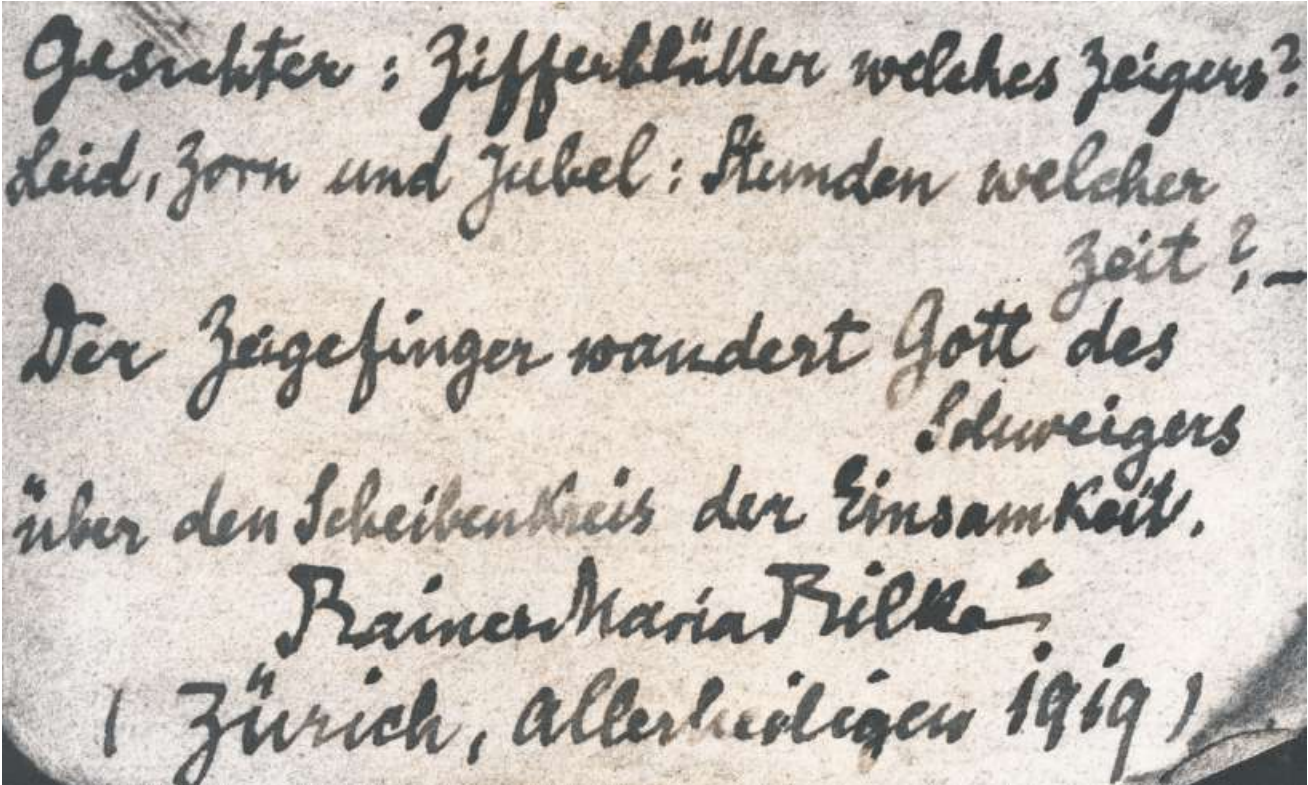 Gesichter : Zifferblätter welches Zeigers?
Leid, Zorn und Jubel : Stunden welcher
Zeit ? , –
Der Zeigefinger wandert Gott des
Schweigers
über den Scheibenkreis der Einsamkeit.
Rainer Maria Rilke
( Zürich, Allerheiligen 1919 )